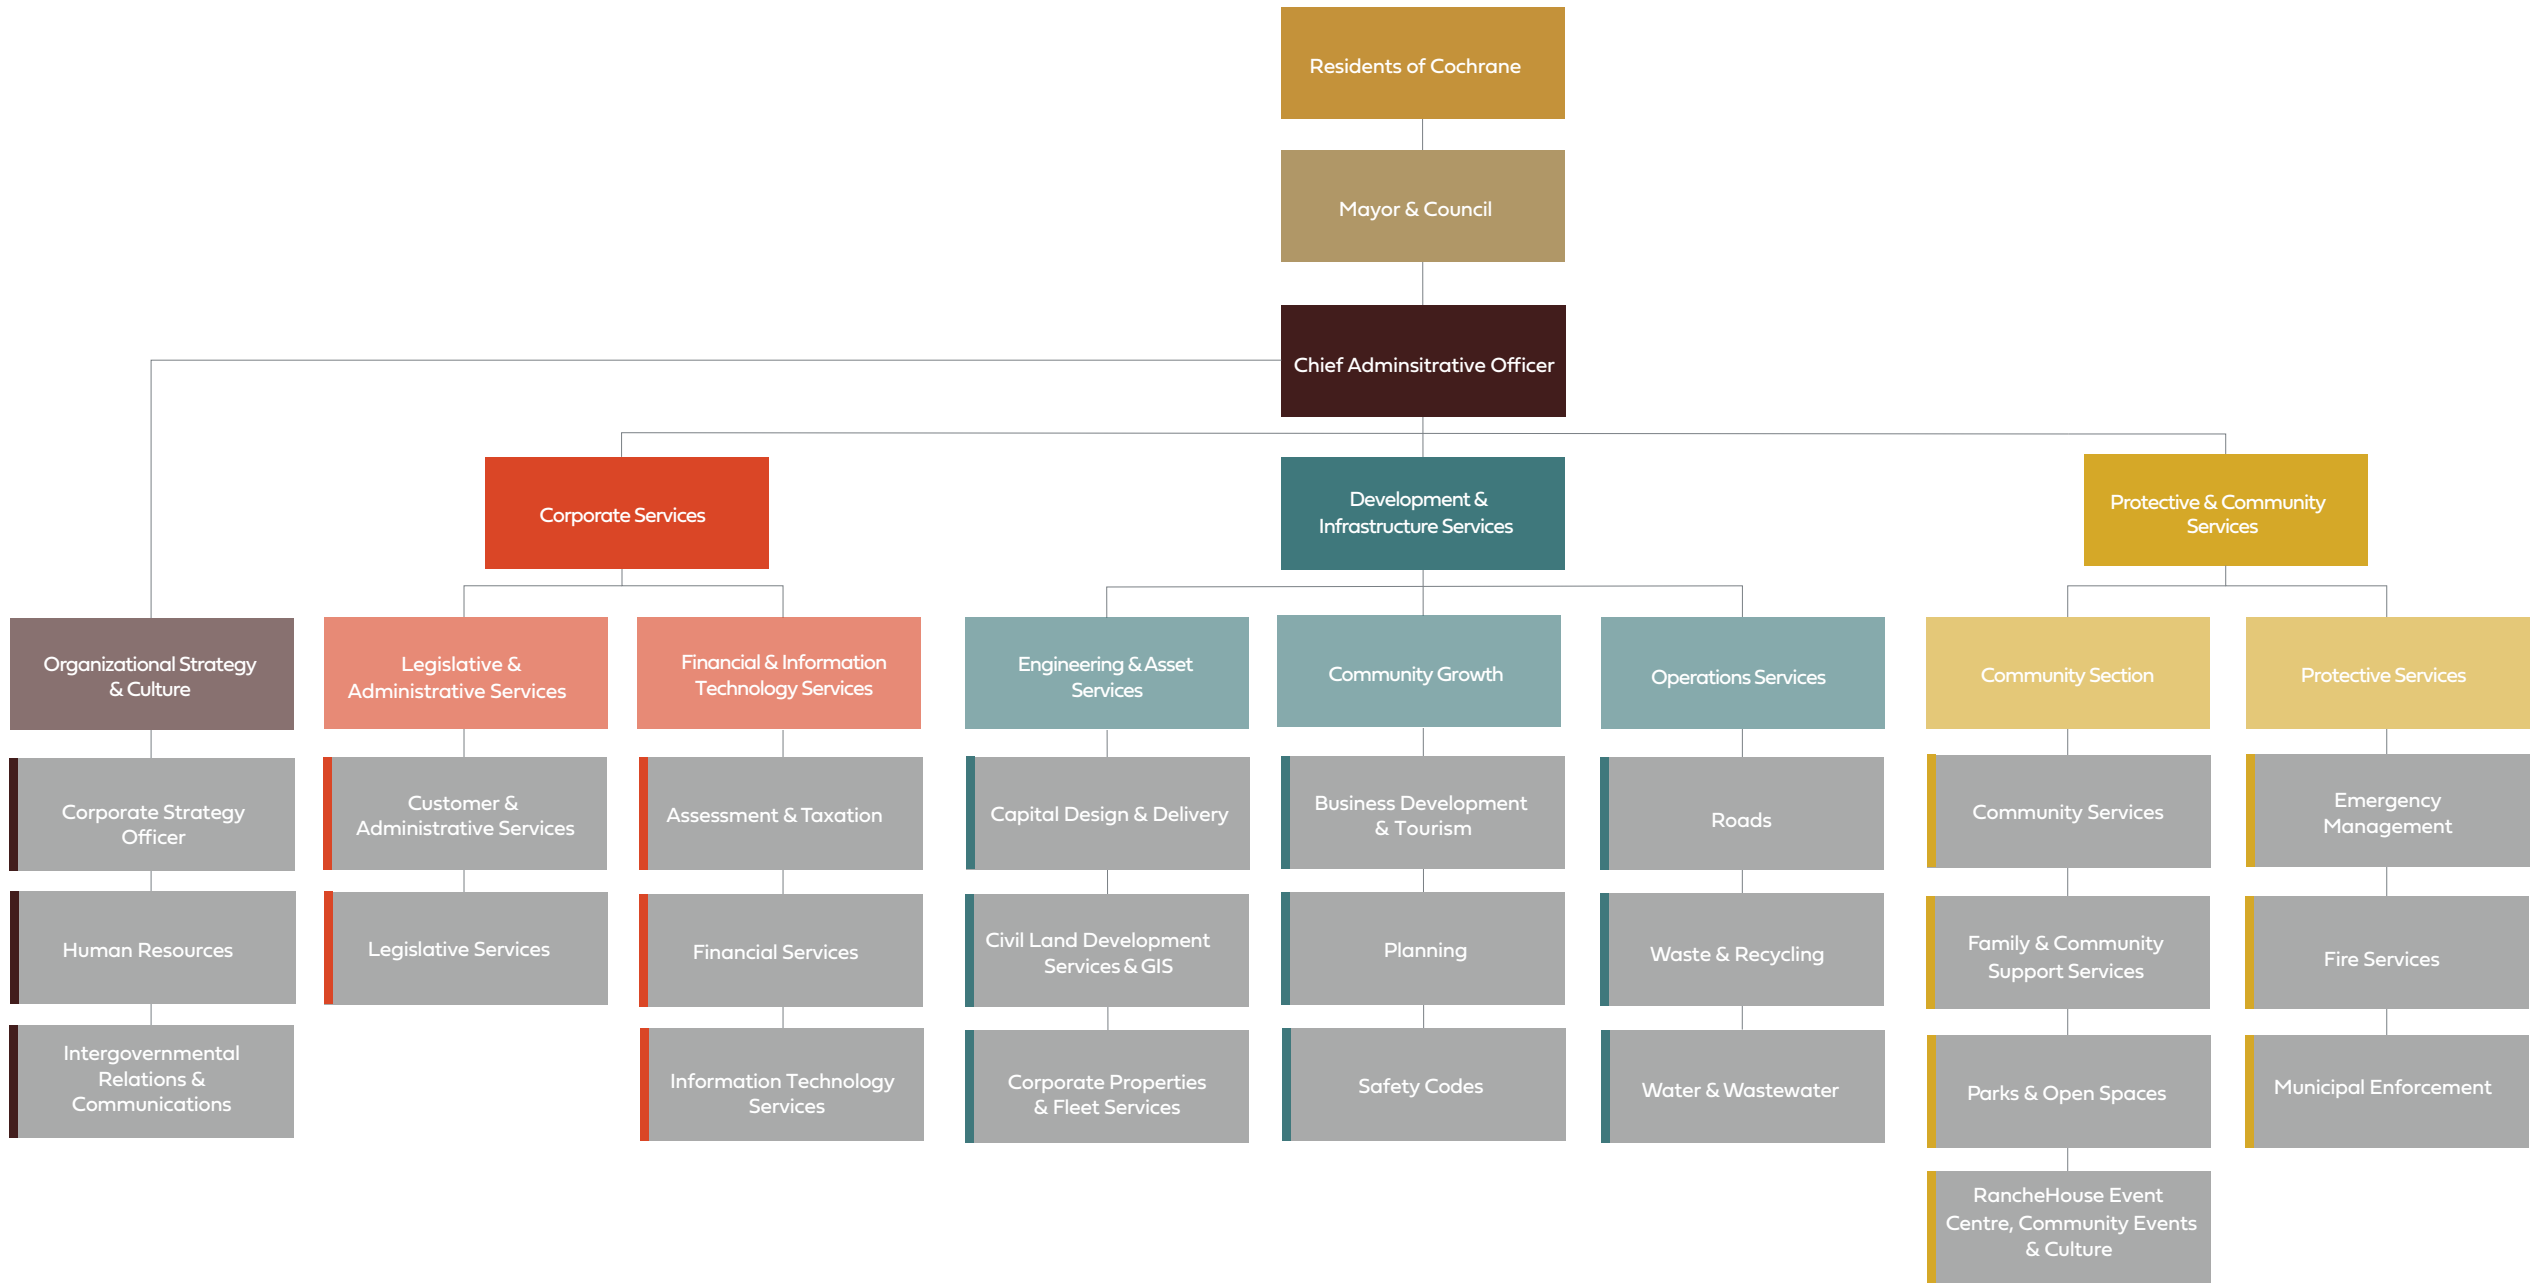 Residents of Cochrane
Mayor & Council
Chief Adminsitrative Officer
Corporate Services
Development &
Infrastructure Services
Protective & Community
Services
Organizational Strategy
& Culture
Legislative &
Administrative Services
Financial & Information
Technology Services
Engineering & Asset
Services
Community Growth
Operations Services
Community Section
Protective Services
Corporate Strategy
Officer
Human Resources
Intergovernmental
Relations &
Communications
Customer &
Administrative Services
Legislative Services
Assessment & Taxation
Financial Services
Information Technology
Services
Capital Design & Delivery
Civil Land Development
Services & GIS
Corporate Properties
& Fleet Services
Business Development
& Tourism
Planning
Safety Codes
Roads
Waste & Recycling
Water & Wastewater
Community Services
Family & Community
Support Services
Parks & Open Spaces
RancheHouse Event
Centre, Community Events
& Culture
Emergency
Management
Fire Services
Municipal Enforcement